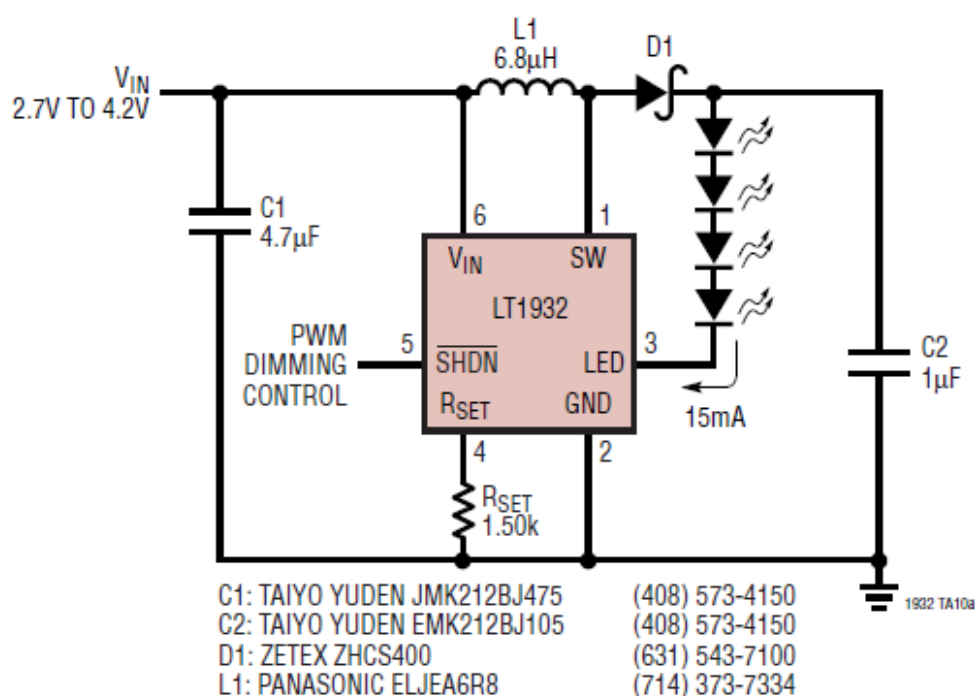 L1
6.8µH
D1
VIN
2.7V TO 4.2V
C1
4.7µF
6
1
VIN
SW
LT1932
PWM
DIMMING
CONTROL
5
SHDN
LED
3
RSET
GND
15mA
C2
1µF
4
2
RSET
1.50k
1932 TA10a
C1: TAIYO YUDEN JMK212BJ475 (408) 573-4150
C2: TAIYO YUDEN EMK212BJ105 (408) 573-4150
D1: ZETEX ZHCS400 (631) 543-7100
L1: PANASONIC ELJEA6R8 (714) 373-7334